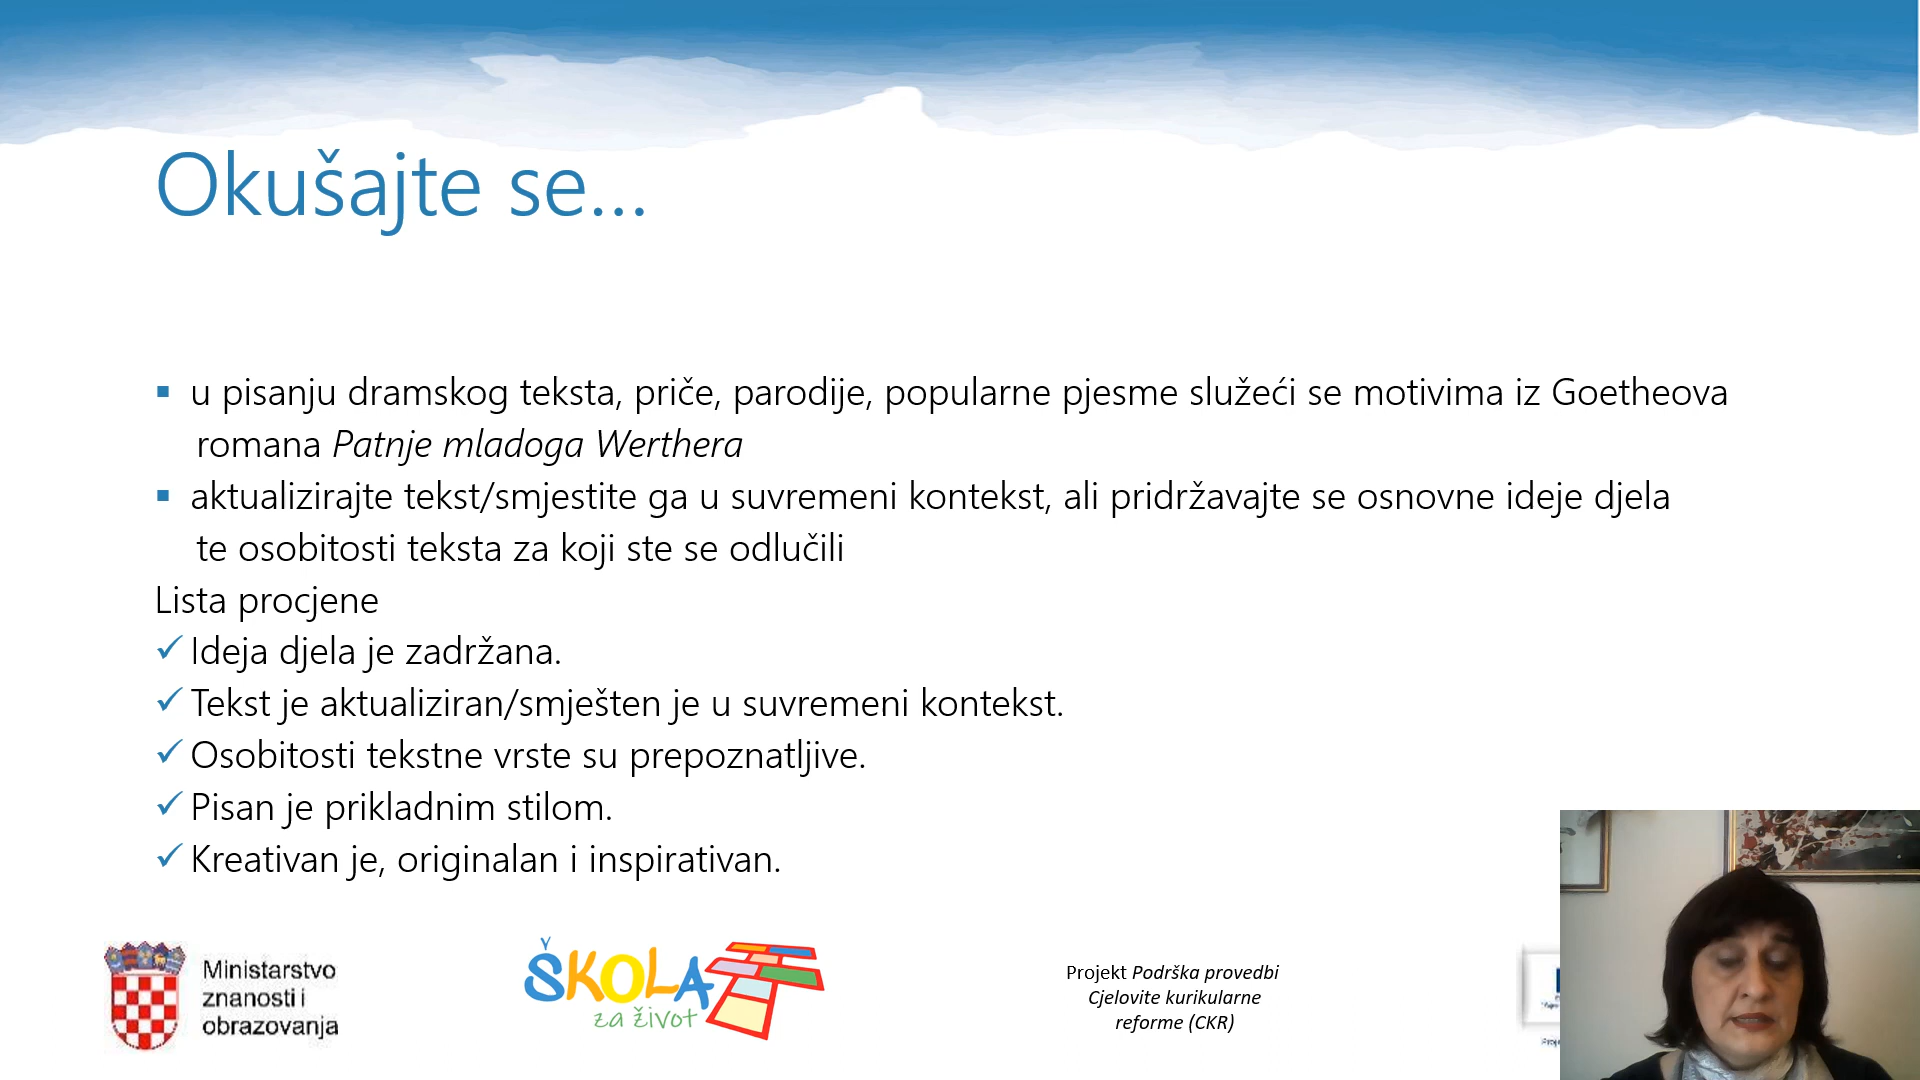 Okušajte se...
u pisanju dramskog teksta, priče, parodije, popularne pjesme služeći se motivima iz Goetheova
romana Patnje mladoga Werthera
aktualizirajte tekst/smjestite ga u suvremeni kontekst, ali pridržavajte se osnovne ideje djela
te osobitosti teksta za koji ste se odlučili
Lista procjene
Ideja djela je zadržana.
Tekst je aktualiziran/smješten je u suvremeni kontekst.
Osobitosti tekstne vrste su prepoznatljive.
Pisan je prikladnim stilom.
Kreativan je, originalan i inspirativan.
Ministarstvo
znanosti i
obrazovanja
ŠKOLA
za život
Projekt Podrška provedbi
Cjelovite kurikularne
reforme (CKR)